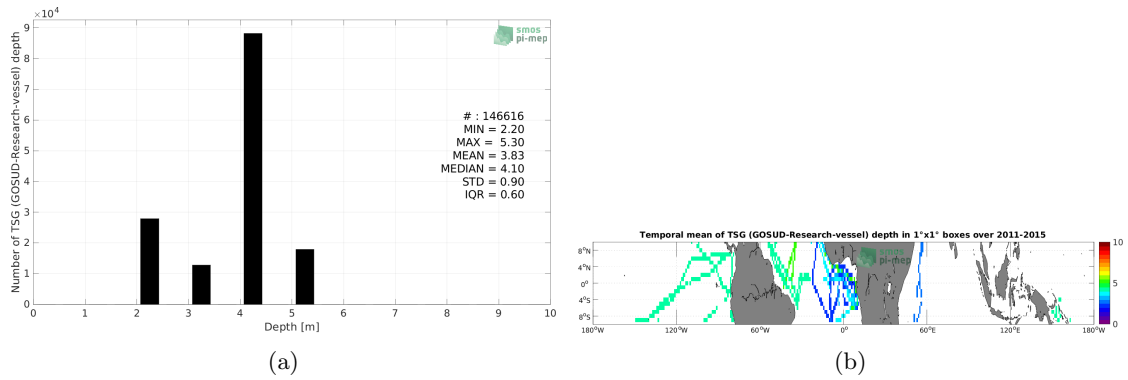 ×10⁴
9
8
7
6
5
4
3
2
1
0
Number of TSG (GOSUD-Research-vessel) depth
smos
pi-mep
# : 146616
MIN = 2.20
MAX = 5.30
MEAN = 3.83
MEDIAN = 4.10
STD = 0.90
IQR = 0.60
0 1 2 3 4 5 6 7 8 9 10
Depth [m]
(a)
Temporal mean of TSG (GOSUD-Research-vessel) depth in 1°x1° boxes over 2011-2015
smos
pi-mep
8°N
4°N
0°
4°S
8°S
180°W 120°W 60°W 0° 60°E 120°E 180°W
10
5
0
(b)